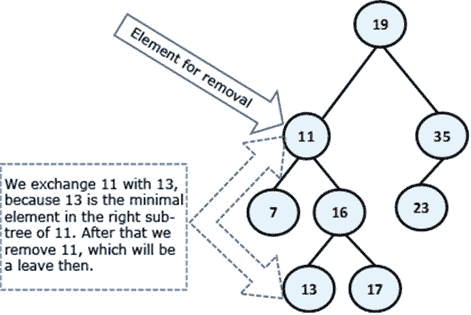 19
Element for removal
11
35
We exchange 11 with 13,
because 13 is the minimal
element in the right sub-
tree of 11. After that we
remove 11, which will be
a leave then.
7
16
23
13
17